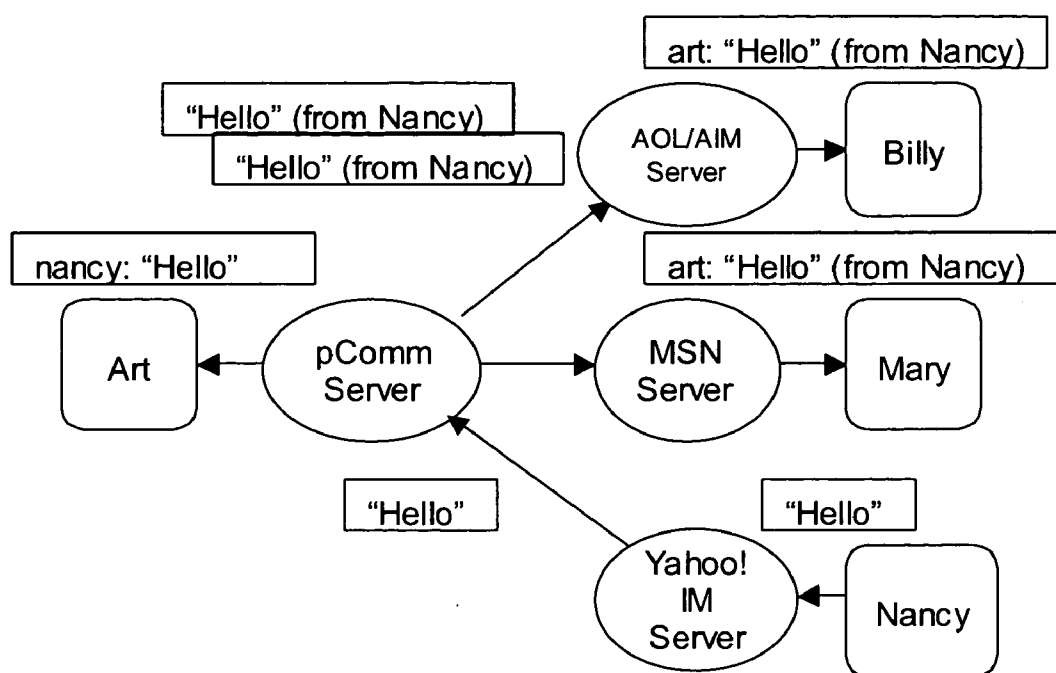 art: “Hello” (from Nancy)
“Hello” (from Nancy)
“Hello” (from Nancy)
AOL/AIM
Server
Billy
nancy: “Hello”
art: “Hello” (from Nancy)
Art
pComm
Server
MSN
Server
Mary
“Hello”
“Hello”
Yahoo!
IM
Server
Nancy